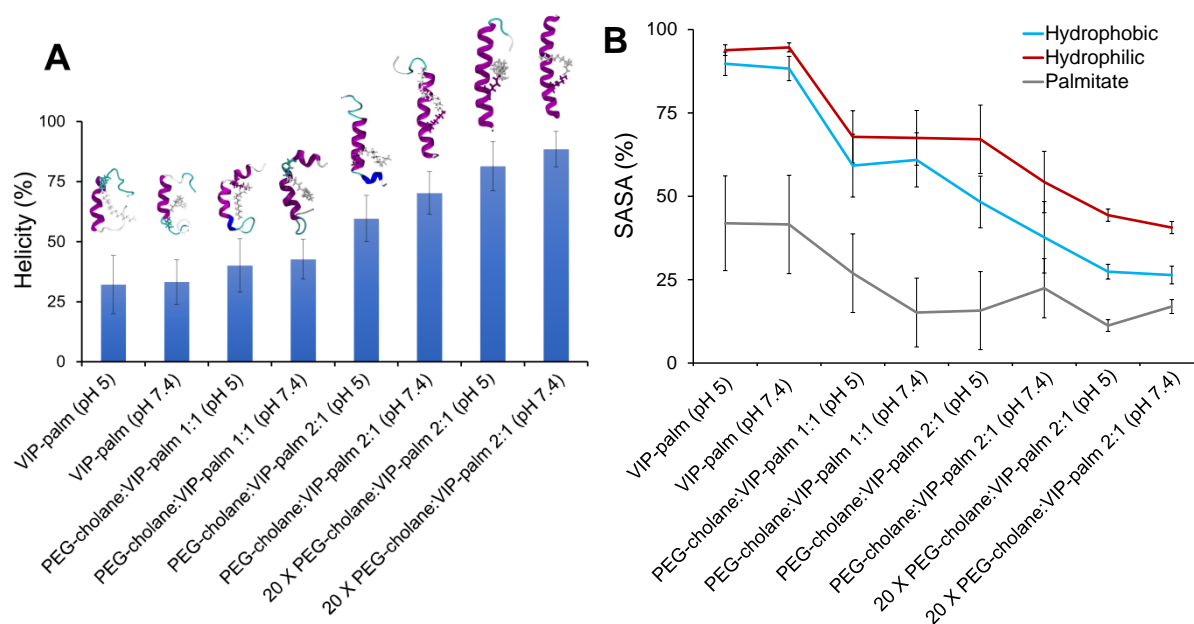 A
Helicity (%)
100
75
50
25
0
VIP-palm (pH 5)
VIP-palm (pH 7.4)
PEG-cholane:VIP-palm 1:1 (pH 5)
PEG-cholane:VIP-palm 1:1 (pH 7.4)
PEG-cholane:VIP-palm 2:1 (pH 5)
PEG-cholane:VIP-palm 2:1 (pH 7.4)
20 X PEG-cholane:VIP-palm 2:1 (pH 5)
20 X PEG-cholane:VIP-palm 2:1 (pH 7.4)
B
Hydrophobic
Hydrophilic
Palmitate
SASA (%)
100
75
50
25
0
VIP-palm (pH 5)
VIP-palm (pH 7.4)
PEG-cholane:VIP-palm 1:1 (pH 5)
PEG-cholane:VIP-palm 1:1 (pH 7.4)
PEG-cholane:VIP-palm 2:1 (pH 5)
PEG-cholane:VIP-palm 2:1 (pH 7.4)
20 X PEG-cholane:VIP-palm 2:1 (pH 5)
20 X PEG-cholane:VIP-palm 2:1 (pH 7.4)